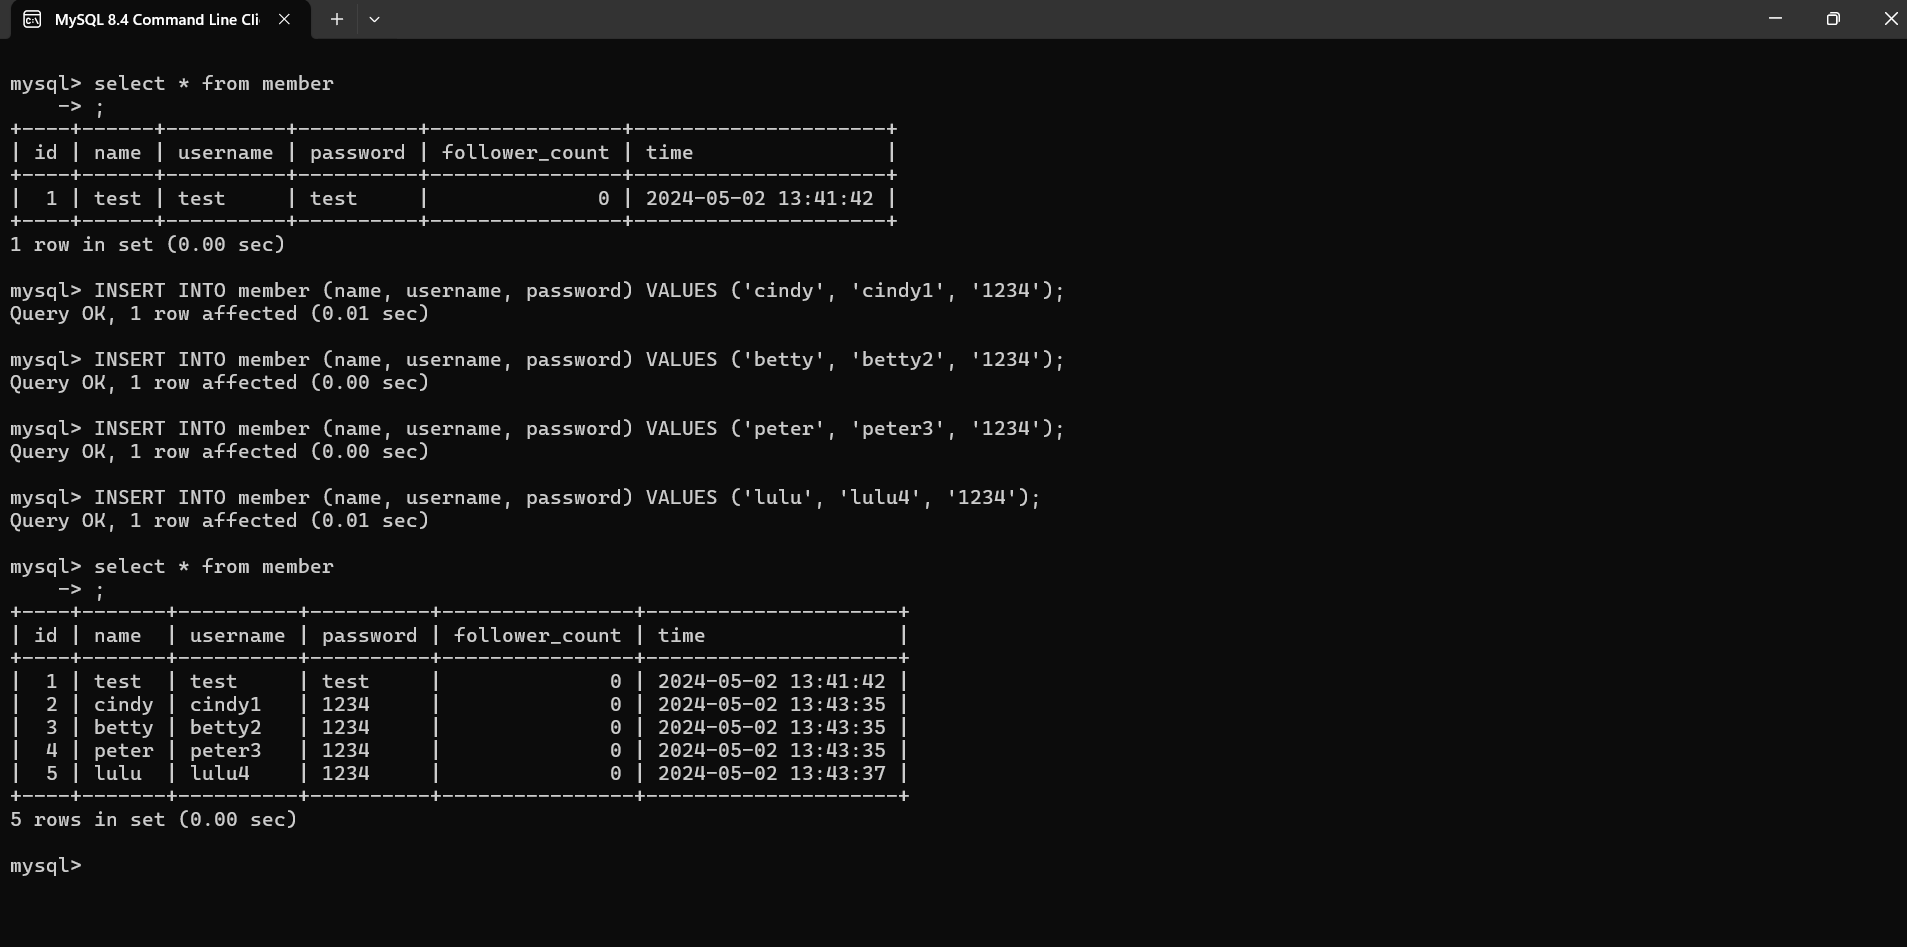 MySQL 8.4 Command Line Cli
mysql> select * from member
    -> ;
+----+------+----------+----------+----------------+---------------------+
| id | name | username | password | follower_count | time                |
+----+------+----------+----------+----------------+---------------------+
|  1 | test | test     | test     |              0 | 2024-05-02 13:41:42 |
+----+------+----------+----------+----------------+---------------------+
1 row in set (0.00 sec)
mysql> INSERT INTO member (name, username, password) VALUES ('cindy', 'cindy1', '1234');
Query OK, 1 row affected (0.01 sec)
mysql> INSERT INTO member (name, username, password) VALUES ('betty', 'betty2', '1234');
Query OK, 1 row affected (0.00 sec)
mysql> INSERT INTO member (name, username, password) VALUES ('peter', 'peter3', '1234');
Query OK, 1 row affected (0.00 sec)
mysql> INSERT INTO member (name, username, password) VALUES ('lulu', 'lulu4', '1234');
Query OK, 1 row affected (0.01 sec)
mysql> select * from member
    -> ;
+----+-------+----------+----------+----------------+---------------------+
| id | name  | username | password | follower_count | time                |
+----+-------+----------+----------+----------------+---------------------+
|  1 | test  | test     | test     |              0 | 2024-05-02 13:41:42 |
|  2 | cindy | cindy1   | 1234     |              0 | 2024-05-02 13:43:35 |
|  3 | betty | betty2   | 1234     |              0 | 2024-05-02 13:43:35 |
|  4 | peter | peter3   | 1234     |              0 | 2024-05-02 13:43:35 |
|  5 | lulu  | lulu4    | 1234     |              0 | 2024-05-02 13:43:37 |
+----+-------+----------+----------+----------------+---------------------+
5 rows in set (0.00 sec)
mysql>